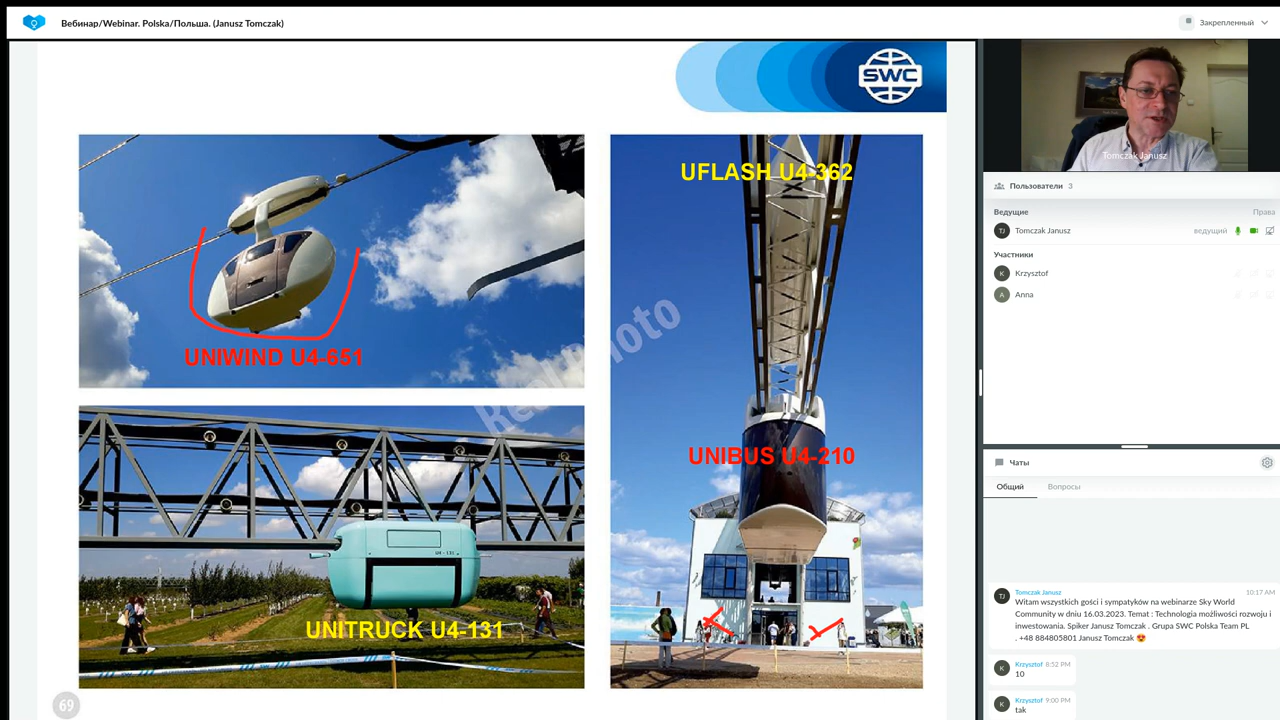 Вебинар/Webinar. Polska/Польша. (Janusz Tomczak)
Закрепленный
SWC
UNIWIND U4-651
UFLASH U4-362
UNIBUS U4-210
UNITRUCK U4-131
U4 - 131
69
Tomczak Janusz
Пользователи 3
Ведущие
Права
TJ
Tomczak Janusz
ведущий
Участники
K
Krzysztof
A
Anna
Чаты
Общий
Вопросы
TJ
Tomczak Janusz
10:17 AM
Witam wszystkich gości i sympatyków na webinarze Sky World
Community w dniu 16.03.2023. Temat : Technologia możliwości rozwoju i
inwestowania. Spiker Janusz Tomczak . Grupa SWC Polska Team PL
. +48 884805801 Janusz Tomczak 😍
K
Krzysztof 8:52 PM
10
K
Krzysztof 9:00 PM
tak